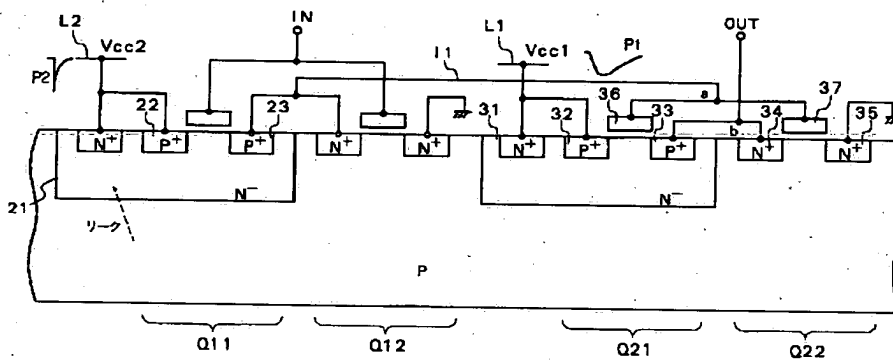 L2
IN
L1
OUT
Vcc2
Vcc1
P1
P2
I1
a
37
22
23
36
33
34
31
32
b
35
N+
P+
P+
N+
N+
N+
P+
P+
N+
N+
21
N-
N-
リーク
P
Q11
Q12
Q21
Q22